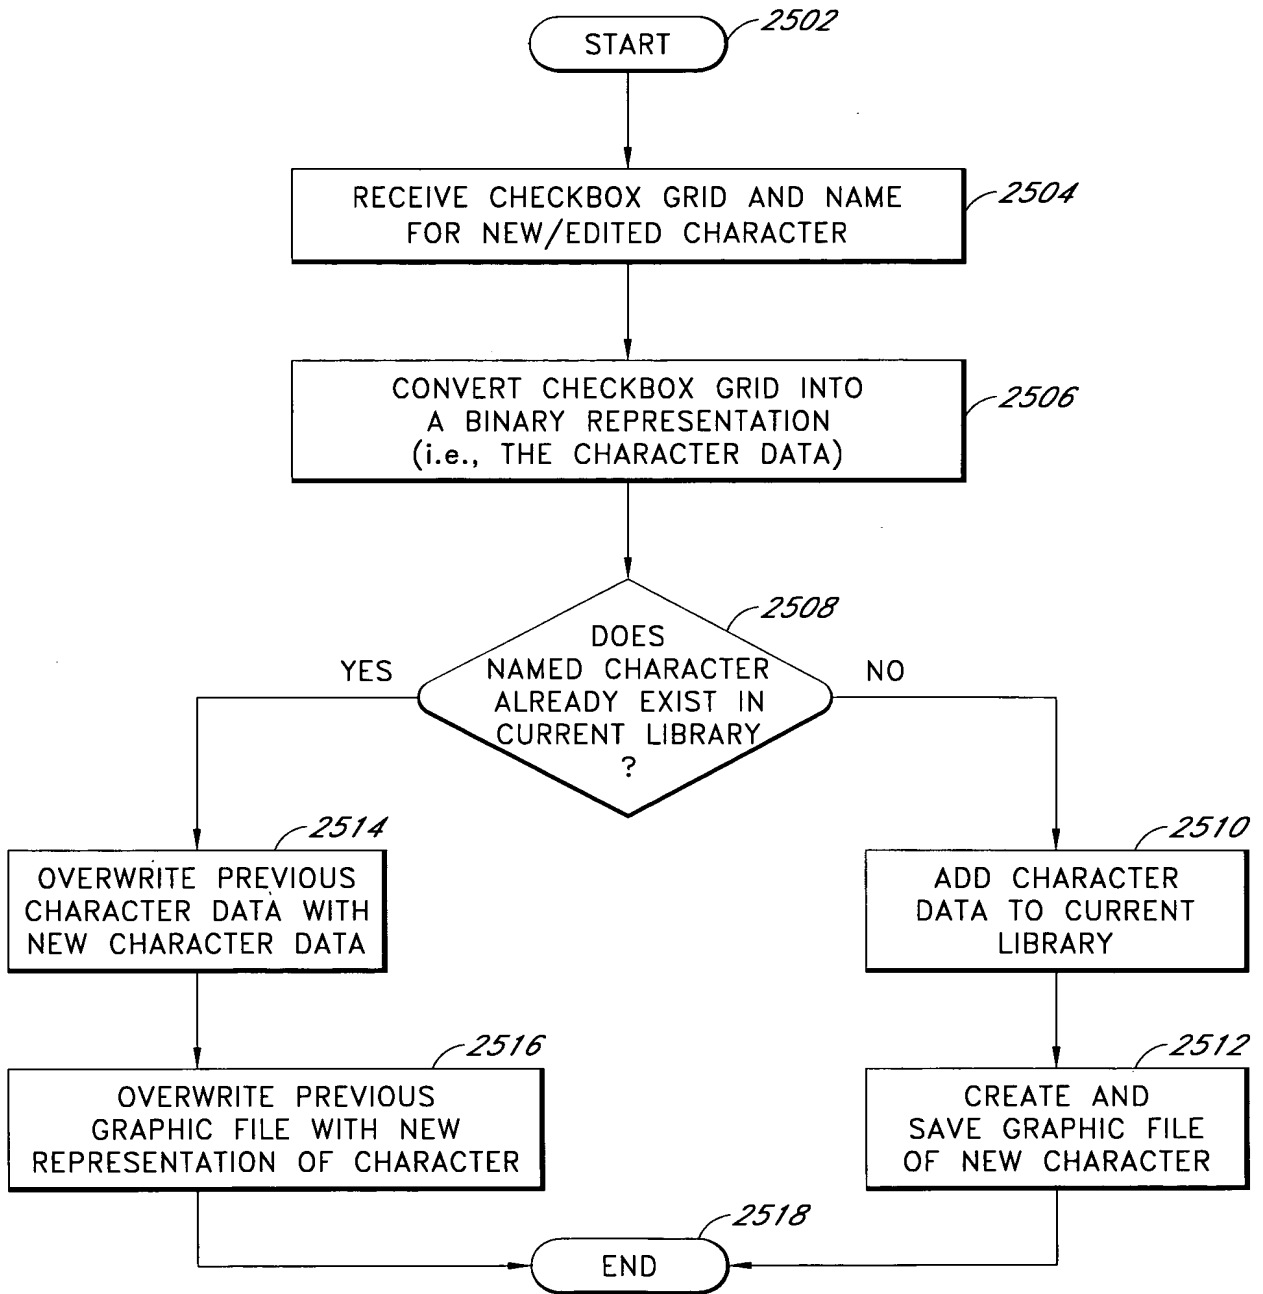 START
2502
RECEIVE CHECKBOX GRID AND NAME
FOR NEW/EDITED CHARACTER
2504
CONVERT CHECKBOX GRID INTO
A BINARY REPRESENTATION
(i.e., THE CHARACTER DATA)
2506
DOES
NAMED CHARACTER
ALREADY EXIST IN
CURRENT LIBRARY
?
2508
YES
NO
2514
OVERWRITE PREVIOUS
CHARACTER DATA WITH
NEW CHARACTER DATA
2510
ADD CHARACTER
DATA TO CURRENT
LIBRARY
2516
OVERWRITE PREVIOUS
GRAPHIC FILE WITH NEW
REPRESENTATION OF CHARACTER
2512
CREATE AND
SAVE GRAPHIC FILE
OF NEW CHARACTER
2518
END